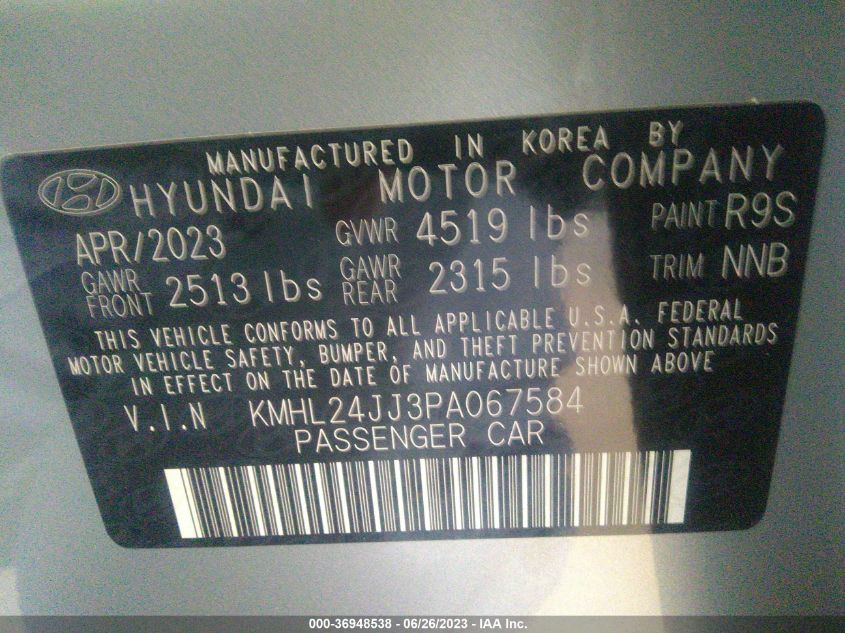 MANUFACTURED IN KOREA BY
HYUNDAI MOTOR COMPANY
APR/2023 GVWR 4519 lbs PAINT R9S
GAWR FRONT 2513 lbs GAWR REAR 2315 lbs TRIM NNB
THIS VEHICLE CONFORMS TO ALL APPLICABLE U.S.A. FEDERAL
MOTOR VEHICLE SAFETY, BUMPER, AND THEFT PREVENTION STANDARDS
IN EFFECT ON THE DATE OF MANUFACTURE SHOWN ABOVE
V.I.N KMHL24JJ3PA067584
PASSENGER CAR
000-36948538 - 06/26/2023 - IAA Inc.